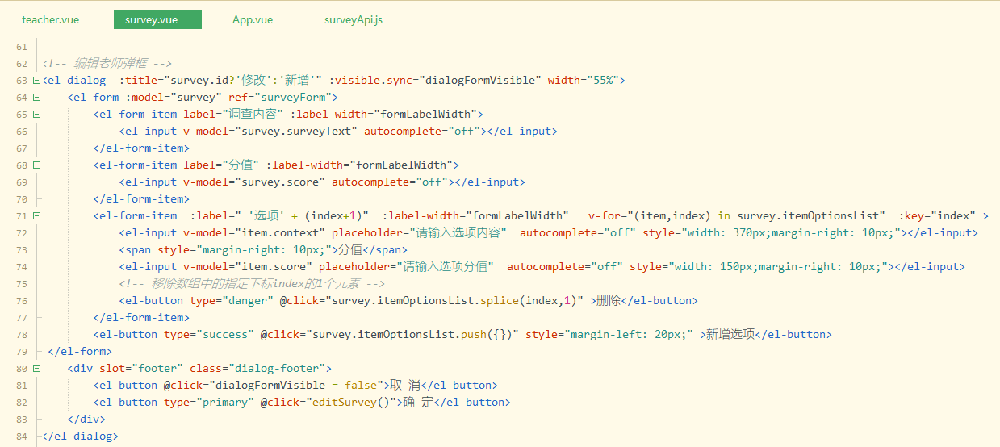 teacher.vue survey.vue App.vue surveyApi.js
61
62 <!-- 编辑老师弹框 -->
63 <el-dialog  :title="survey.id?'修改':'新增'" :visible.sync="dialogFormVisible" width="55%">
64 <el-form :model="survey" ref="surveyForm">
65 <el-form-item label="调查内容" :label-width="formLabelWidth">
66 <el-input v-model="survey.surveyText" autocomplete="off"></el-input>
67 </el-form-item>
68 <el-form-item label="分值" :label-width="formLabelWidth">
69 <el-input v-model="survey.score" autocomplete="off"></el-input>
70 </el-form-item>
71 <el-form-item  :label=" '选项' + (index+1)"  :label-width="formLabelWidth"   v-for="(item,index) in survey.itemOptionsList"  :key="index" >
72 <el-input v-model="item.context" placeholder="请输入选项内容"  autocomplete="off" style="width: 370px;margin-right: 10px;"></el-input>
73 <span style="margin-right: 10px;">分值</span>
74 <el-input v-model="item.score" placeholder="请输入选项分值"  autocomplete="off" style="width: 150px;margin-right: 10px;"></el-input>
75 <!-- 移除数组中的指定下标index的1个元素 -->
76 <el-button type="danger" @click="survey.itemOptionsList.splice(index,1)" >删除</el-button>
77 </el-form-item>
78 <el-button type="success" @click="survey.itemOptionsList.push({})" style="margin-left: 20px;" >新增选项</el-button>
79 </el-form>
80 <div slot="footer" class="dialog-footer">
81 <el-button @click="dialogFormVisible = false">取 消</el-button>
82 <el-button type="primary" @click="editSurvey()">确 定</el-button>
83 </div>
84 </el-dialog>